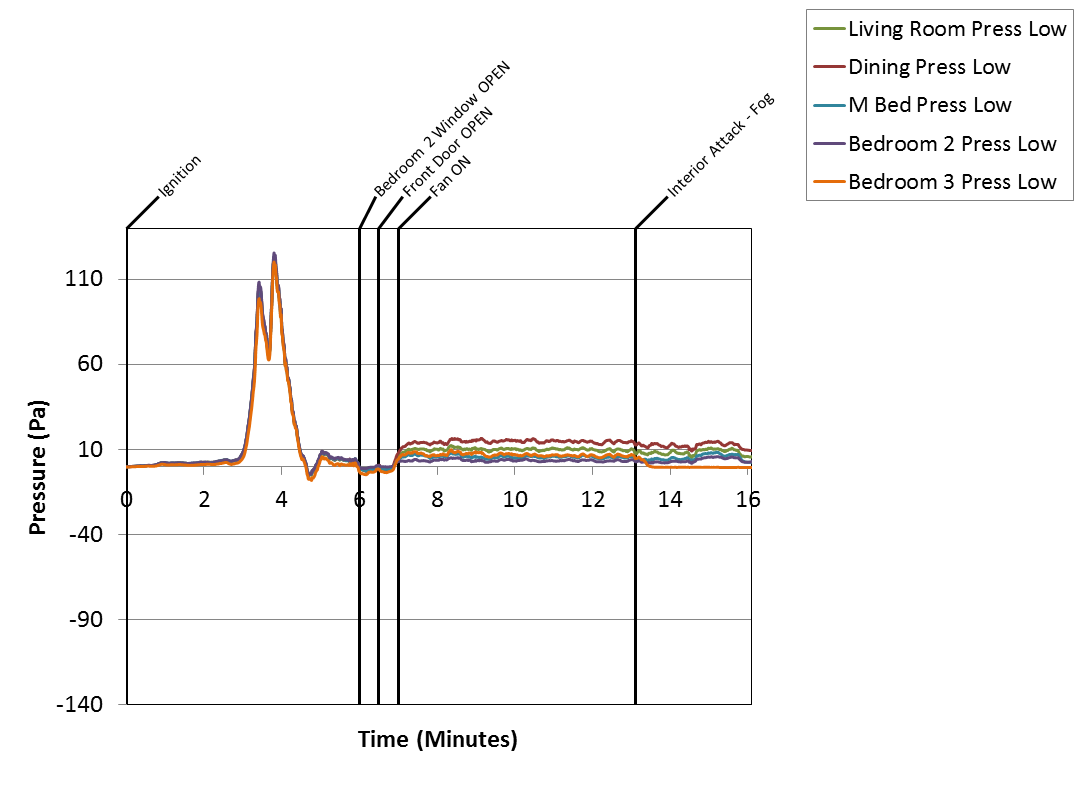 Living Room Press Low
Dining Press Low
M Bed Press Low
Bedroom 2 Press Low
Bedroom 3 Press Low
Ignition
Bedroom 2 Window OPEN
Front Door OPEN
Fan ON
Interior Attack - Fog
110
60
10
-40
-90
-140
Pressure (Pa)
0 2 4 6 8 10 12 14 16
Time (Minutes)